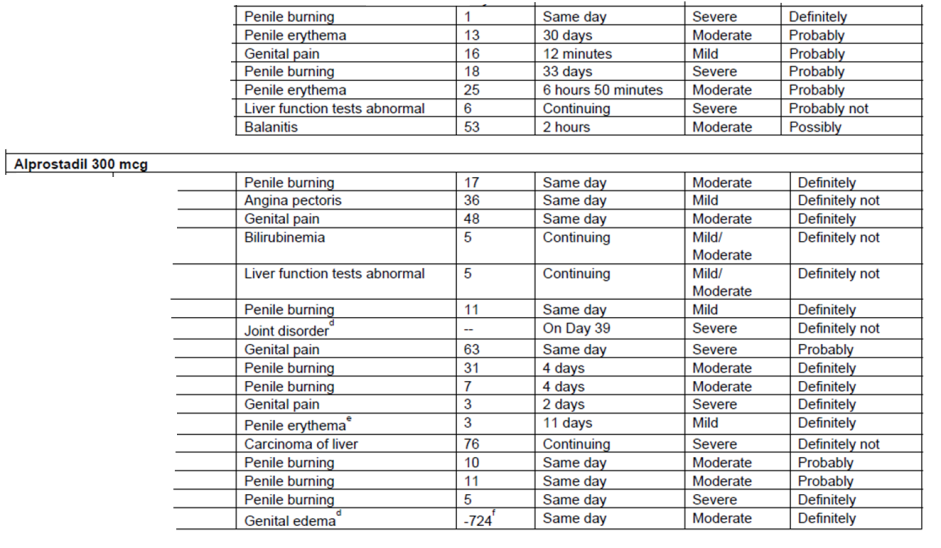 Penile burning 1 Same day Severe Definitely
Penile erythema 13 30 days Moderate Probably
Genital pain 16 12 minutes Mild Probably
Penile burning 18 33 days Severe Probably
Penile erythema 25 6 hours 50 minutes Moderate Probably
Liver function tests abnormal 6 Continuing Severe Probably not
Balanitis 53 2 hours Moderate Possibly
Alprostadil 300 mcg
Penile burning 17 Same day Moderate Definitely
Angina pectoris 36 Same day Mild Definitely not
Genital pain 48 Same day Moderate Definitely
Bilirubinemia 5 Continuing Mild/ Definitely not
Moderate
Liver function tests abnormal 5 Continuing Mild/ Definitely not
Moderate
Penile burning 11 Same day Mild Definitely
Joint disorder^d -- On Day 39 Severe Definitely not
Genital pain 63 Same day Severe Probably
Penile burning 31 4 days Moderate Definitely
Penile burning 7 4 days Moderate Definitely
Genital pain 3 2 days Severe Definitely
Penile erythema^e 3 11 days Mild Definitely
Carcinoma of liver 76 Continuing Severe Definitely not
Penile burning 10 Same day Moderate Probably
Penile burning 11 Same day Moderate Probably
Penile burning 5 Same day Severe Definitely
Genital edema^d -724^f Same day Moderate Definitely